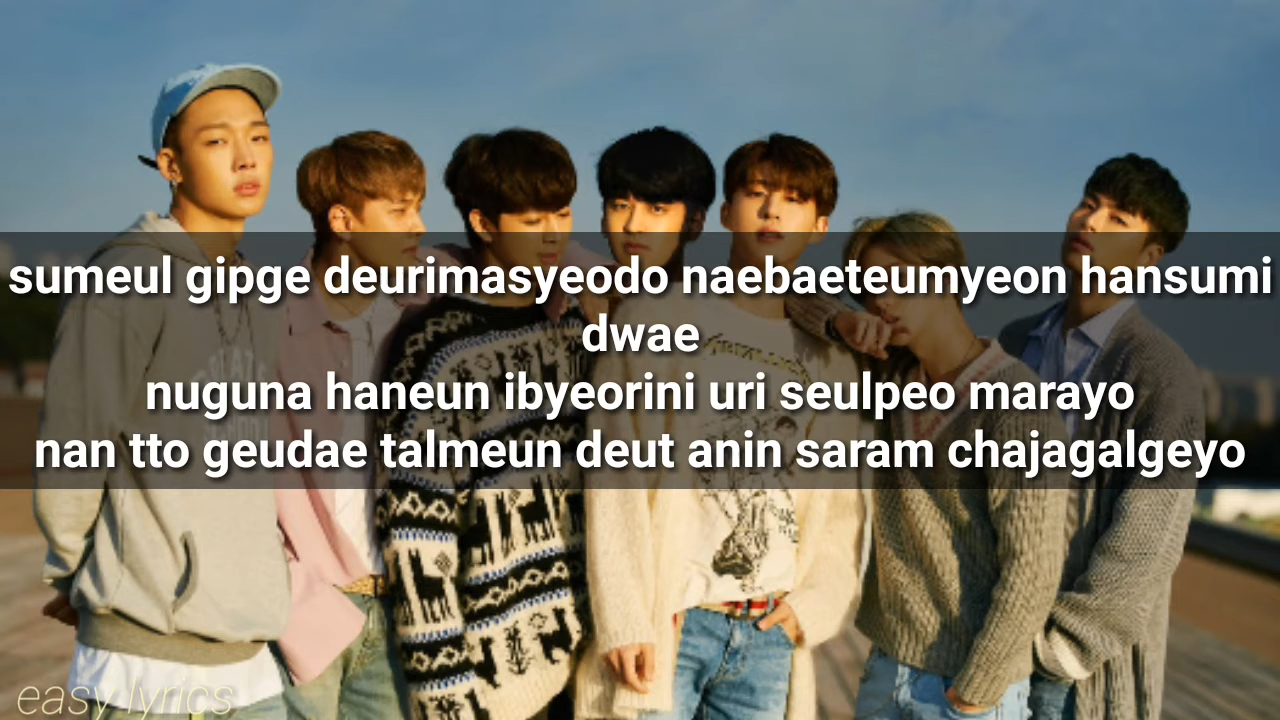 sumeul gipge deurimasyeodo naebaeteumyeon hansumi
dwae
nuguna haneun ibyeorini uri seulpeo marayo
nan tto geudae talmeun deut anin saram chajagalgeyo
easy lyrics